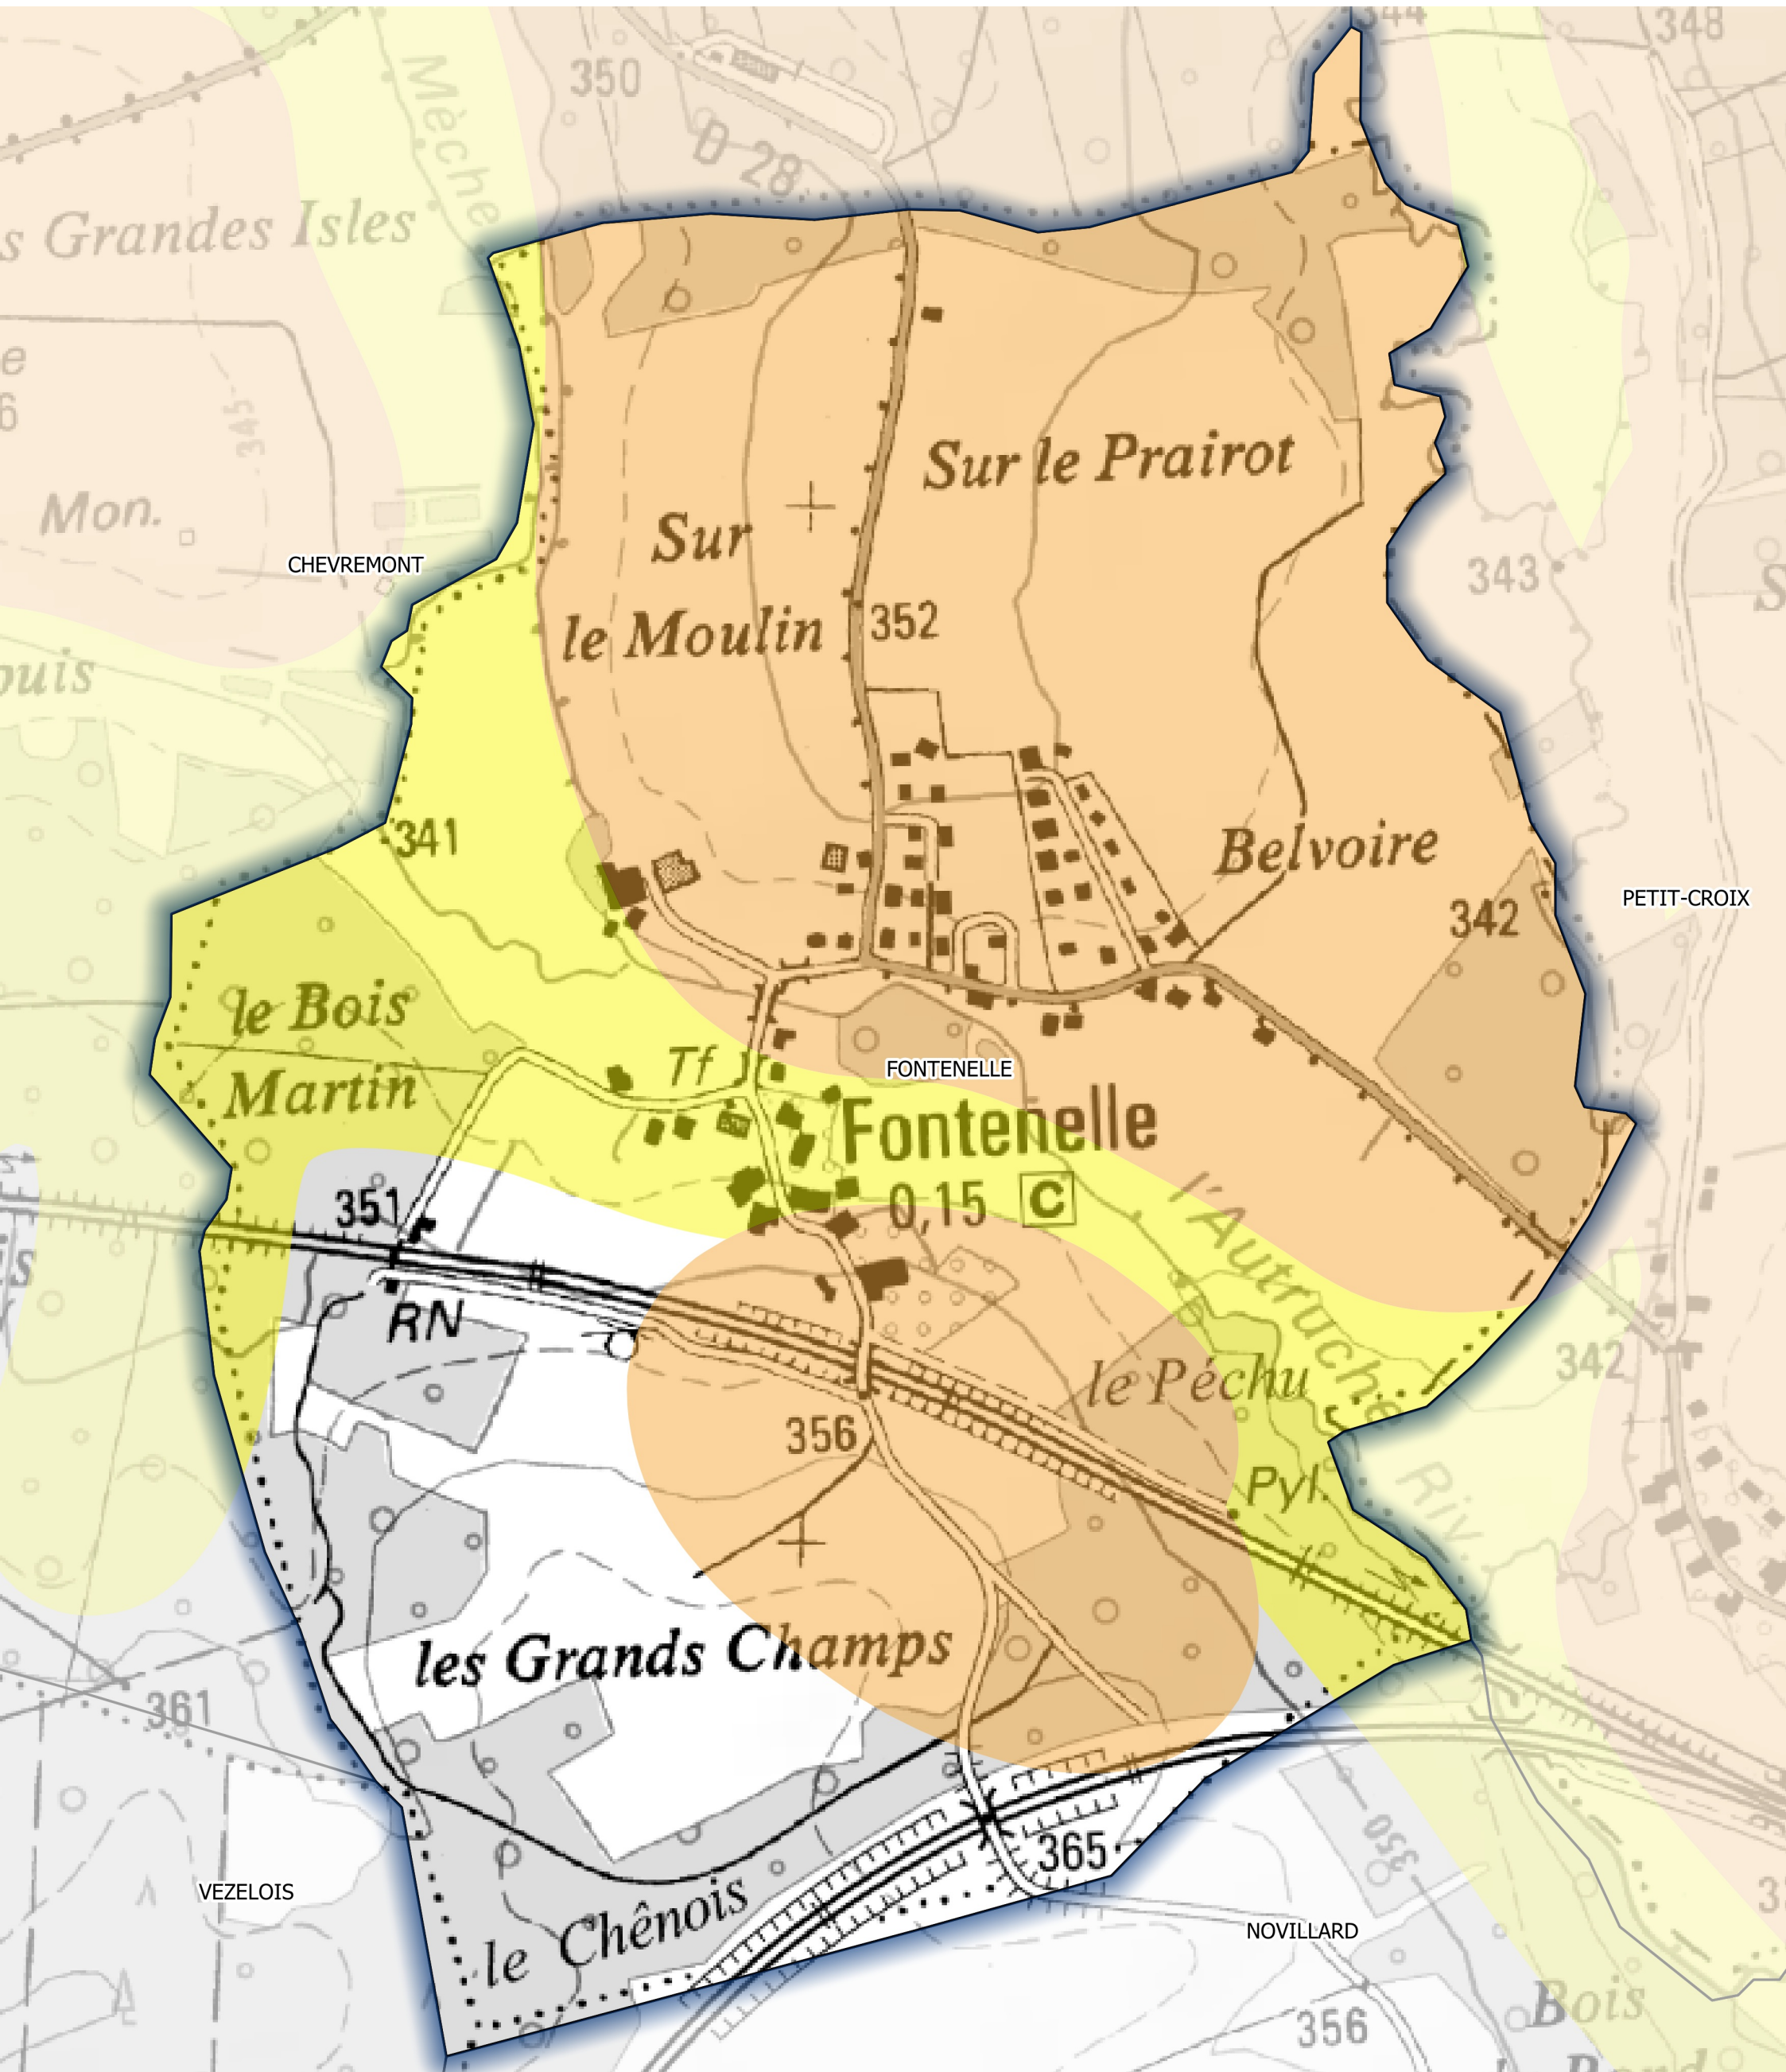 344
348
350
Mèche
D 28
s Grandes Isles
e
6
345
Sur le Prairot
Mon.
Sur
CHEVREMONT
343
S
le Moulin
352
ouis
341
Belvoire
PETIT-CROIX
342
le Bois
Tf
FONTENELLE
Martin
Fontenelle
351
0,15 C
l'Autruche
is
RN
342
le Péchu
356
Pyl.
Riv.
les Grands Champs
361
365
350
VEZELOIS
le Chênois
NOVILLARD
3
Bois
356